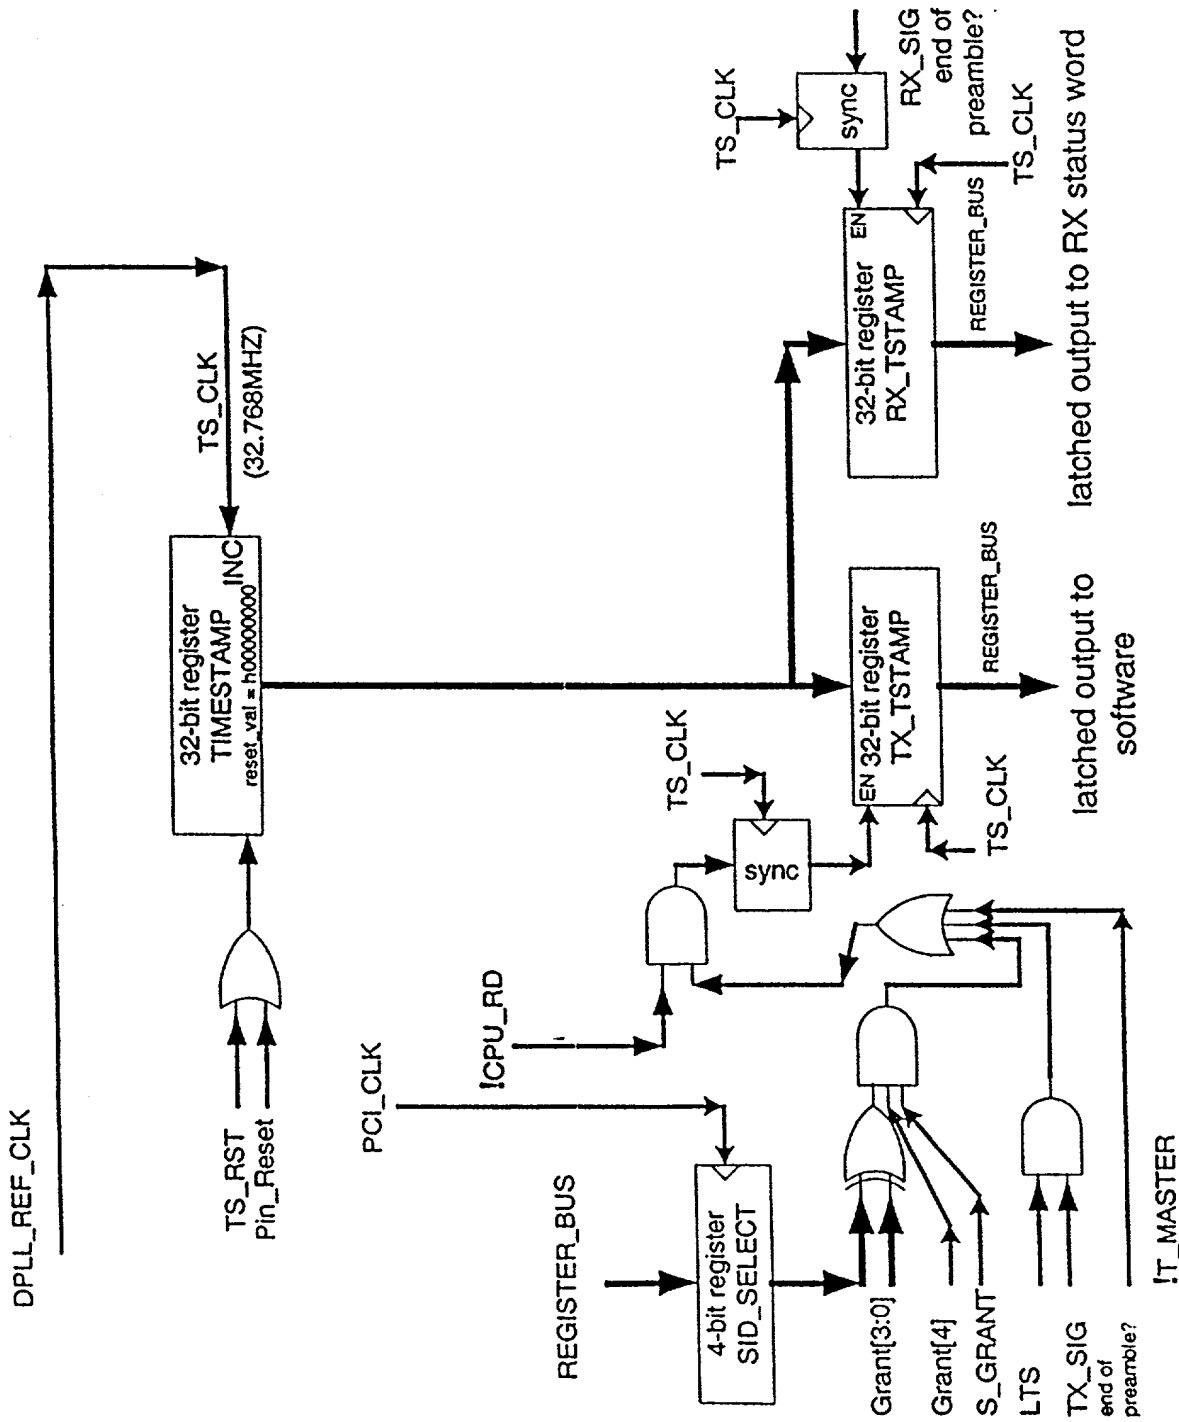 DPLL_REF_CLK
TS_CLK
(32.768MHZ)
32-bit register
TIMESTAMP
reset_val = h00000000
INC
TS_RST
Pin_Reset
PCI_CLK
!CPU_RD
TS_CLK
sync
REGISTER_BUS
4-bit register
SID_SELECT
Grant[3:0]
Grant[4]
S_GRANT
LTS
TX_SIG
end of
preamble?
!T_MASTER
EN
32-bit register
TX_TSTAMP
TS_CLK
REGISTER_BUS
latched output to
software
TS_CLK
sync
RX_SIG
end of
preamble?
EN
32-bit register
RX_TSTAMP
TS_CLK
REGISTER_BUS
latched output to RX status word